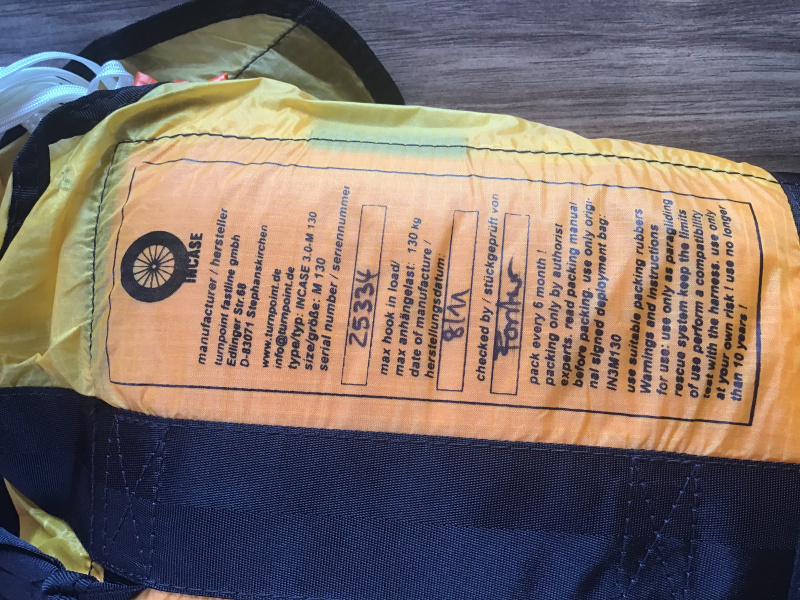 INCASE
manufacturer / hersteller
turnpoint fastline gmbh
Edlinger Str.68
D-83071 Stephanskirchen
www.turnpoint.de
info@turnpoint.de
type/typ: INCASE 3.0-M 130
size/größe: M 130
serial number / seriennummer
25334
max hook in load/
max anhängelast: 130 kg
date of manufacture /
herstellungsdatum:
8/11
checked by / stückgeprüft von
pack every 6 month !
packing only by authorist
experts. read packing manual
before packing. use only origi-
nal signed deployment bag:
IN3M130
use suitable packing rubbers
Warnings and Instructions
for use: use only as paragliding
rescue system keep the limits
of use perform a compatibility
test with the harness. use only
at your own risk ! use no longer
than 10 years !